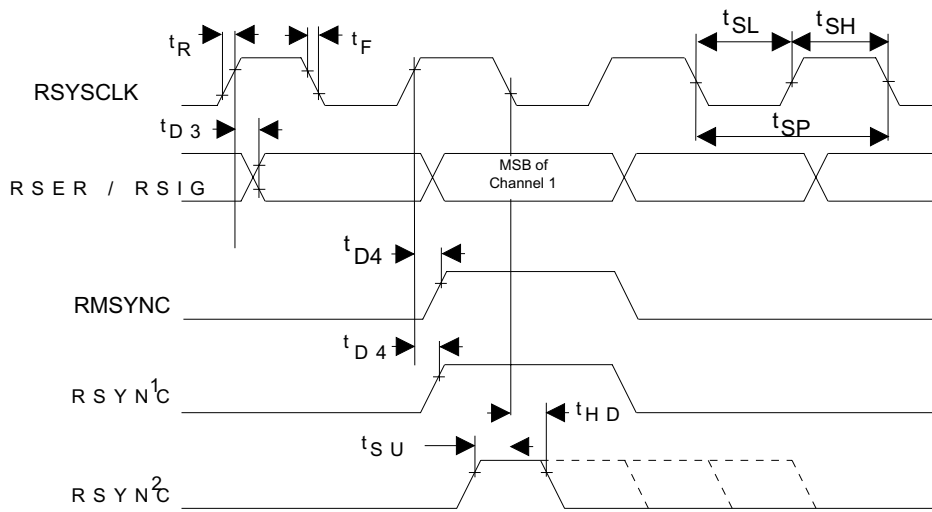 tSL
tSH
tR
tF
RSYSCLK
tSP
tD3
MSB of
Channel 1
RSER / RSIG
tD4
RMSYNC
tD4
RSYNC1
tHD
tSU
RSYNC2